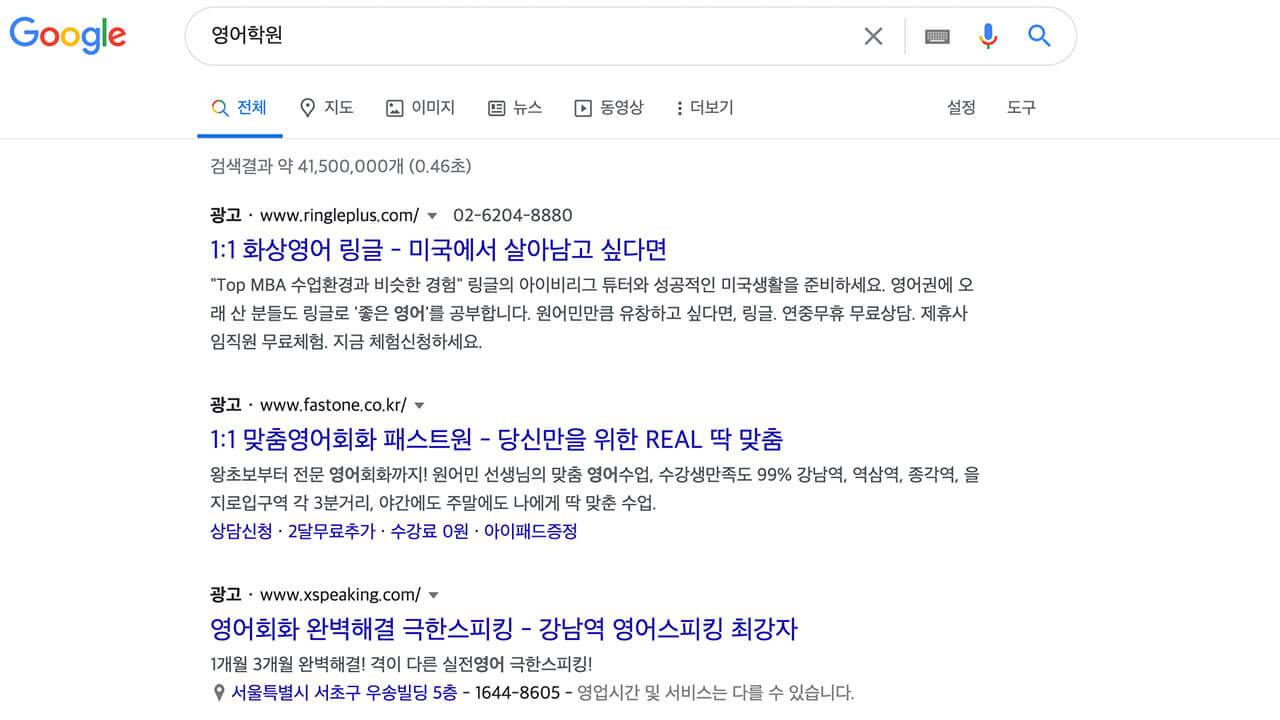 Google
영어학원
전체 지도 이미지 뉴스 동영상 더보기 설정 도구
검색결과 약 41,500,000개 (0.46초)
광고 · www.ringleplus.com/ 02-6204-8880
1:1 화상영어 링글 - 미국에서 살아남고 싶다면
"Top MBA 수업환경과 비슷한 경험" 링글의 아이비리그 튜터와 성공적인 미국생활을 준비하세요. 영어권에 오
래 산 분들도 링글로 '좋은 영어'를 공부합니다. 원어민만큼 유창하고 싶다면, 링글. 연중무휴 무료상담. 제휴사
임직원 무료체험. 지금 체험신청하세요.
광고 · www.fastone.co.kr/
1:1 맞춤영어회화 패스트원 - 당신만을 위한 REAL 딱 맞춤
왕초보부터 전문 영어회화까지! 원어민 선생님의 맞춤 영어수업, 수강생만족도 99% 강남역, 역삼역, 종각역, 을
지로입구역 각 3분거리, 야간에도 주말에도 나에게 딱 맞춘 수업.
상담신청 · 2달무료추가 · 수강료 0원 · 아이패드증정
광고 · www.xspeaking.com/
영어회화 완벽해결 극한스피킹 - 강남역 영어스피킹 최강자
1개월 3개월 완벽해결! 격이 다른 실전영어 극한스피킹!
서울특별시 서초구 우송빌딩 5층 - 1644-8605 - 영업시간 및 서비스는 다를 수 있습니다.